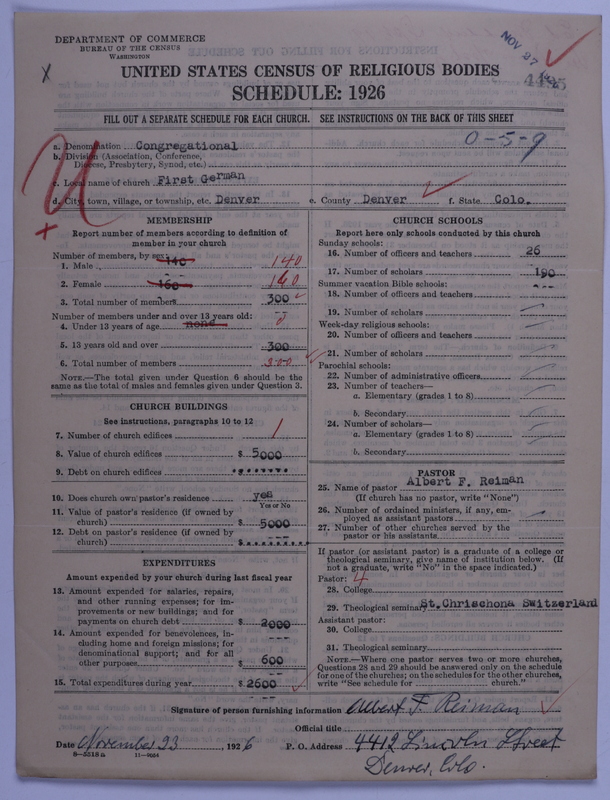 DEPARTMENT OF COMMERCE
BUREAU OF THE CENSUS
WASHINGTON
NOV 27
4495
X
UNITED STATES CENSUS OF RELIGIOUS BODIES
SCHEDULE: 1926
FILL OUT A SEPARATE SCHEDULE FOR EACH CHURCH. SEE INSTRUCTIONS ON THE BACK OF THIS SHEET
0-5-9
a. Denomination Congregational
b. Division (Association, Conference, Diocese, Presbytery, Synod, etc.)
c. Local name of church First German
d. City, town, village, or township, etc. Denver e. County Denver f. State Colo.
MEMBERSHIP
Report number of members according to definition of
member in your church
Number of members, by sex:
1. Male 140 140
2. Female 160 160
3. Total number of members 300
Number of members under and over 13 years old:
4. Under 13 years of age none
5. 13 years old and over 300
6. Total number of members 300
NOTE.—The total given under Question 6 should be
the same as the total of males and females given under Question 3.
CHURCH BUILDINGS
See instructions, paragraphs 10 to 12
7. Number of church edifices 1
8. Value of church edifices $ 5000
9. Debt on church edifices
10. Does church own pastor's residence yes
Yes or No
11. Value of pastor's residence (if owned by
church) $ 5000
12. Debt on pastor's residence (if owned by
church) $
EXPENDITURES
Amount expended by your church during last fiscal year
13. Amount expended for salaries, repairs,
and other running expenses; for im-
provements or new buildings; and for
payments on church debt $ 2000
14. Amount expended for benevolences, in-
cluding home and foreign missions; for
denominational support; and for all
other purposes $ 600
15. Total expenditures during year $ 2600
CHURCH SCHOOLS
Report here only schools conducted by this church
Sunday schools:
16. Number of officers and teachers 26
17. Number of scholars 190
Summer vacation Bible schools:
18. Number of officers and teachers ---
19. Number of scholars
Week-day religious schools:
20. Number of officers and teachers
21. Number of scholars
Parochial schools:
22. Number of administrative officers
23. Number of teachers—
a. Elementary (grades 1 to 8)
b. Secondary
24. Number of scholars—
a. Elementary (grades 1 to 8)
b. Secondary
PASTOR
25. Name of pastor Albert F. Reiman
(If church has no pastor, write "None")
26. Number of ordained ministers, if any, em-
ployed as assistant pastors
27. Number of other churches served by the
pastor or his assistants
If pastor (or assistant pastor) is a graduate of a college or
theological seminary, give name of institution below. (If
not a graduate, write "No" in the space indicated.)
Pastor: 4
28. College
29. Theological seminary St. Chrischona Switzerland
Assistant pastor:
30. College
31. Theological seminary
NOTE.—Where one pastor serves two or more churches,
Questions 28 and 29 should be answered only on the schedule
for one of the churches; on the schedules for the other churches,
write "See schedule for church."
Signature of person furnishing information Albert F. Reiman
Official title
Date November 23, 1926 P. O. Address 4412 Lincoln Street
8—5318a 11—9054
Denver, Colo.